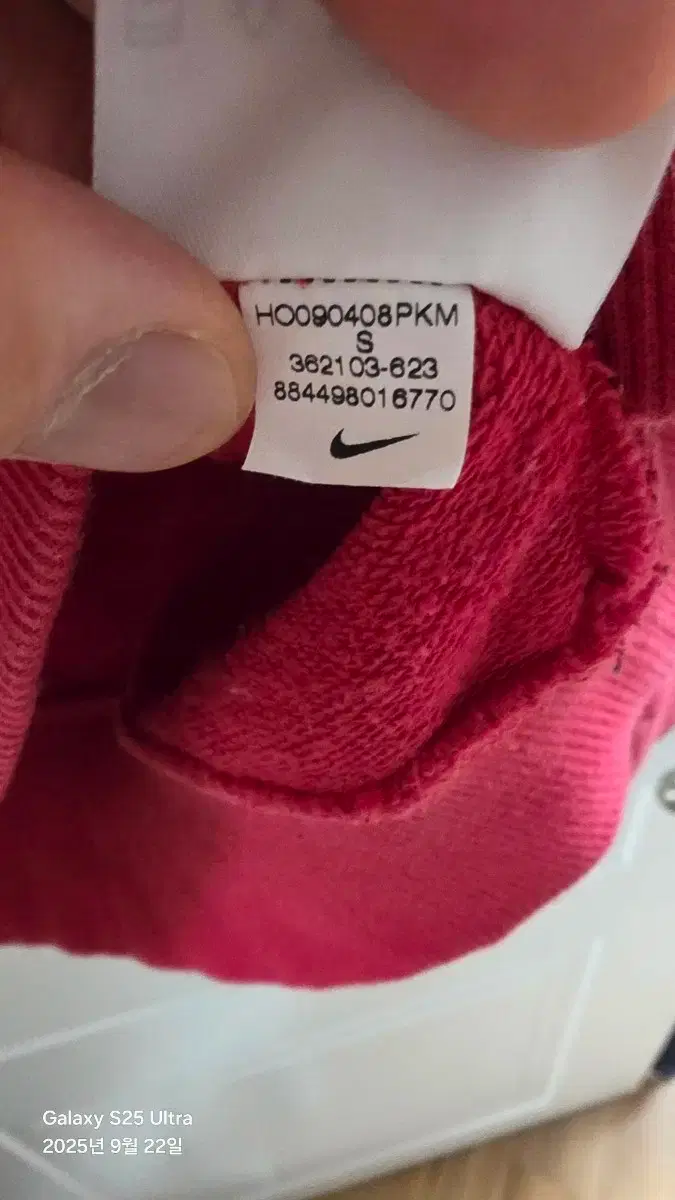 HO090408PKM
S
362103-623
884498016770
Galaxy S25 Ultra
2025년 9월 22일